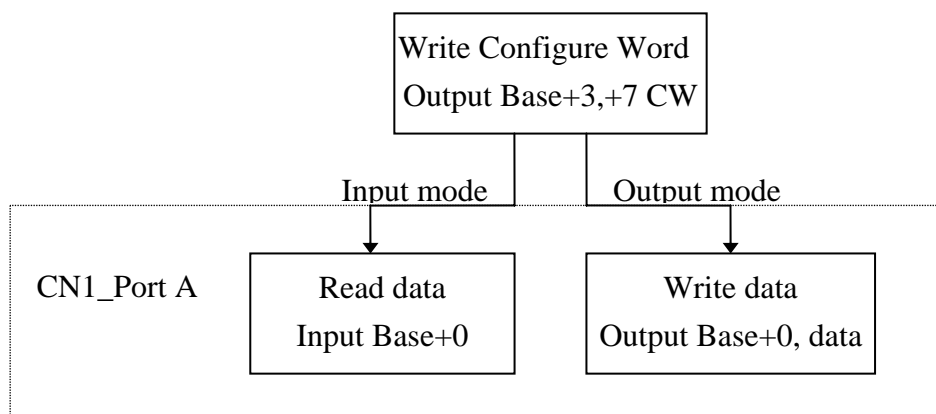 Write Configure Word
Output Base+3,+7 CW
Input mode
Output mode
CN1_Port A
Read data
Input Base+0
Write data
Output Base+0, data